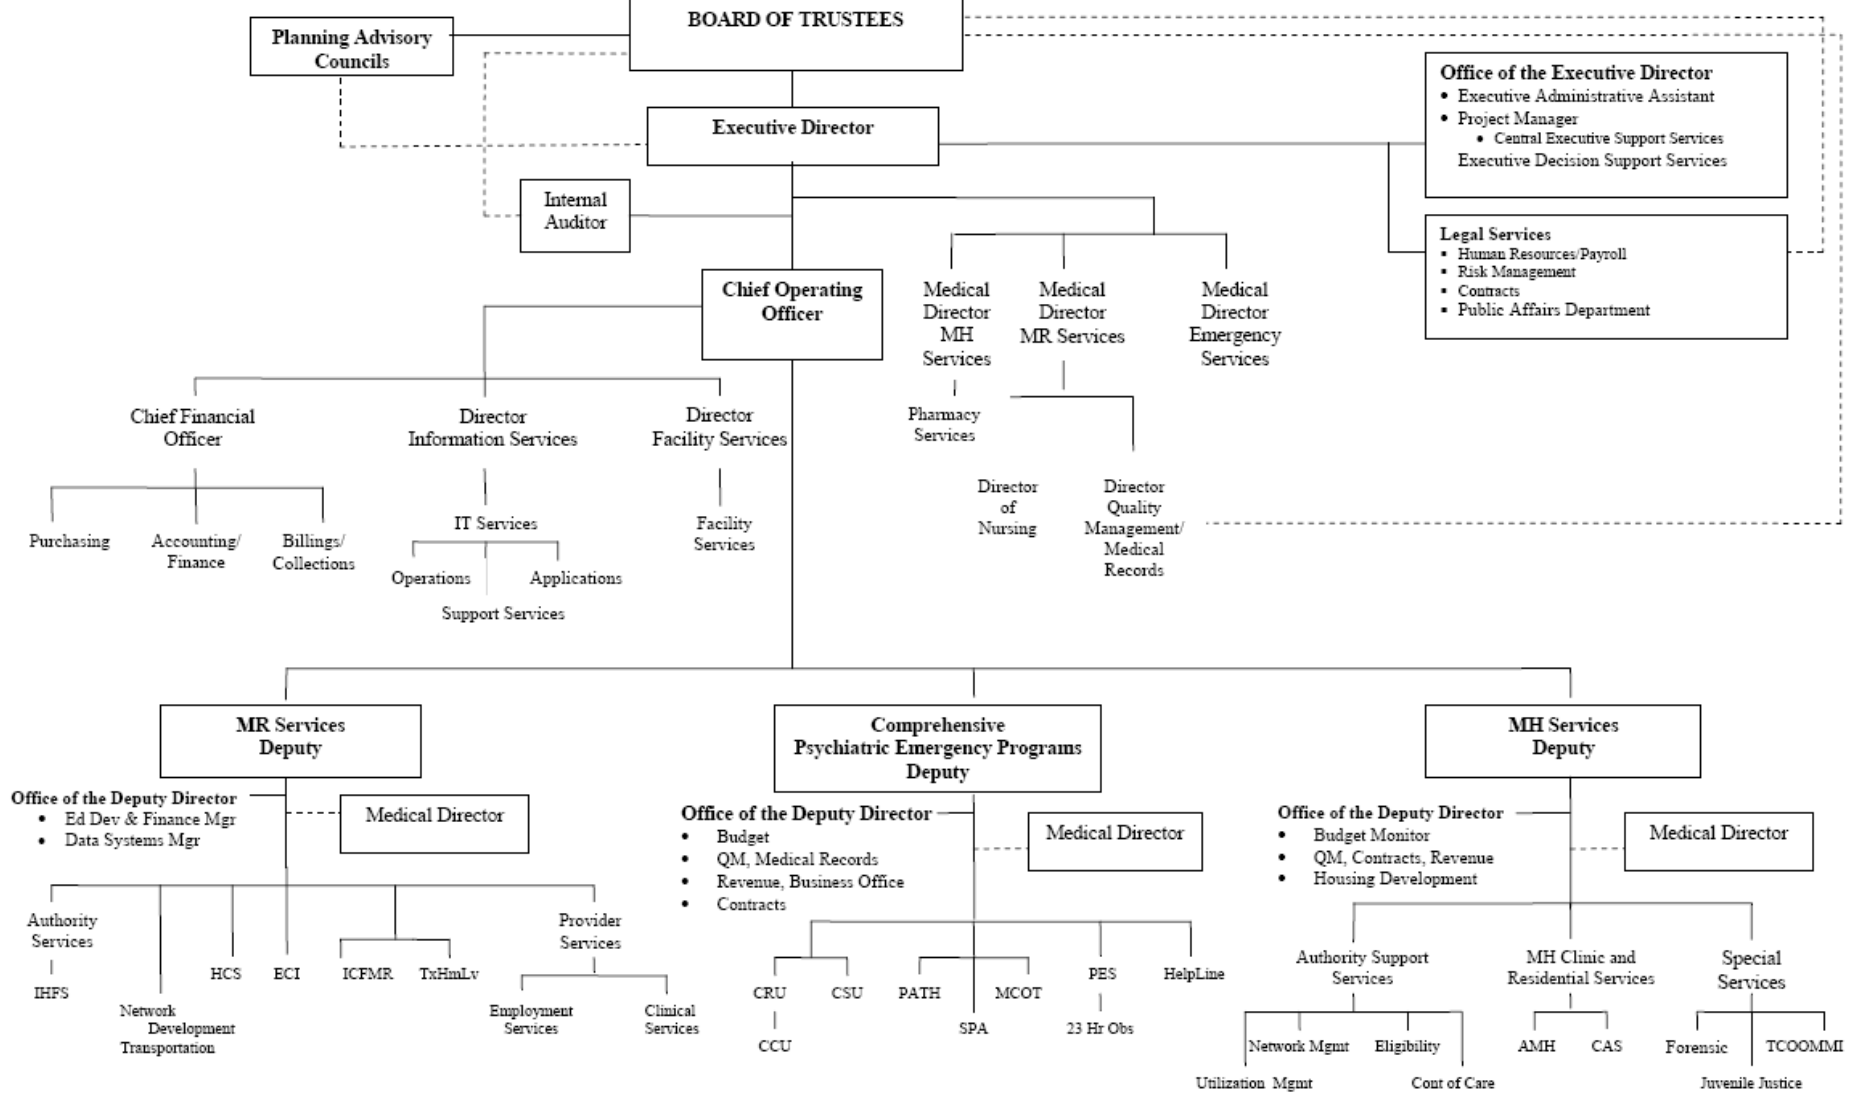 BOARD OF TRUSTEES
Planning Advisory
Councils
Office of the Executive Director
• Executive Administrative Assistant
• Project Manager
• Central Executive Support Services
Executive Decision Support Services
Executive Director
Internal
Auditor
Legal Services
▪ Human Resources/Payroll
▪ Risk Management
▪ Contracts
▪ Public Affairs Department
Chief Operating
Officer
Medical
Director
MH
Services
Medical
Director
MR Services
Medical
Director
Emergency
Services
Chief Financial
Officer
Director
Information Services
Director
Facility Services
Pharmacy
Services
Director
of
Nursing
Director
Quality
Management/
Medical
Records
Purchasing
Accounting/
Finance
Billings/
Collections
IT Services
Operations
Applications
Support Services
Facility
Services
MR Services
Deputy
Comprehensive
Psychiatric Emergency Programs
Deputy
MH Services
Deputy
Office of the Deputy Director
• Ed Dev & Finance Mgr
• Data Systems Mgr
Medical Director
Office of the Deputy Director
• Budget
• QM, Medical Records
• Revenue, Business Office
• Contracts
Medical Director
Office of the Deputy Director
• Budget Monitor
• QM, Contracts, Revenue
• Housing Development
Medical Director
Authority
Services
IHFS
Network
Development
Transportation
HCS
ECI
ICFMR
TxHmLv
Provider
Services
Employment
Services
Clinical
Services
CRU
CSU
CCU
PATH
MCOT
SPA
PES
23 Hr Obs
HelpLine
Authority Support
Services
Network Mgmt
Eligibility
Utilization Mgmt
Cont of Care
MH Clinic and
Residential Services
AMH
CAS
Special
Services
Forensic
TCOOMMI
Juvenile Justice